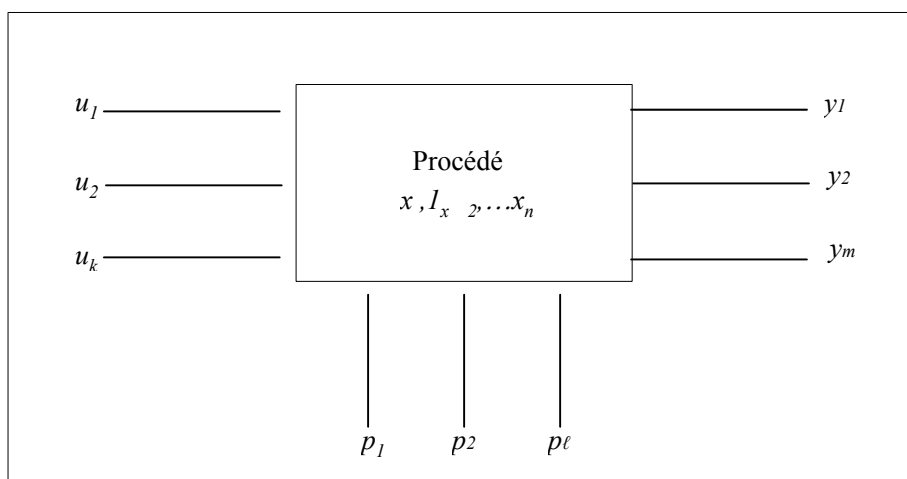 u1 y1
Procédé
u2 y2
x ,1x 2,…xn
uk ym
p1 p2 pℓ